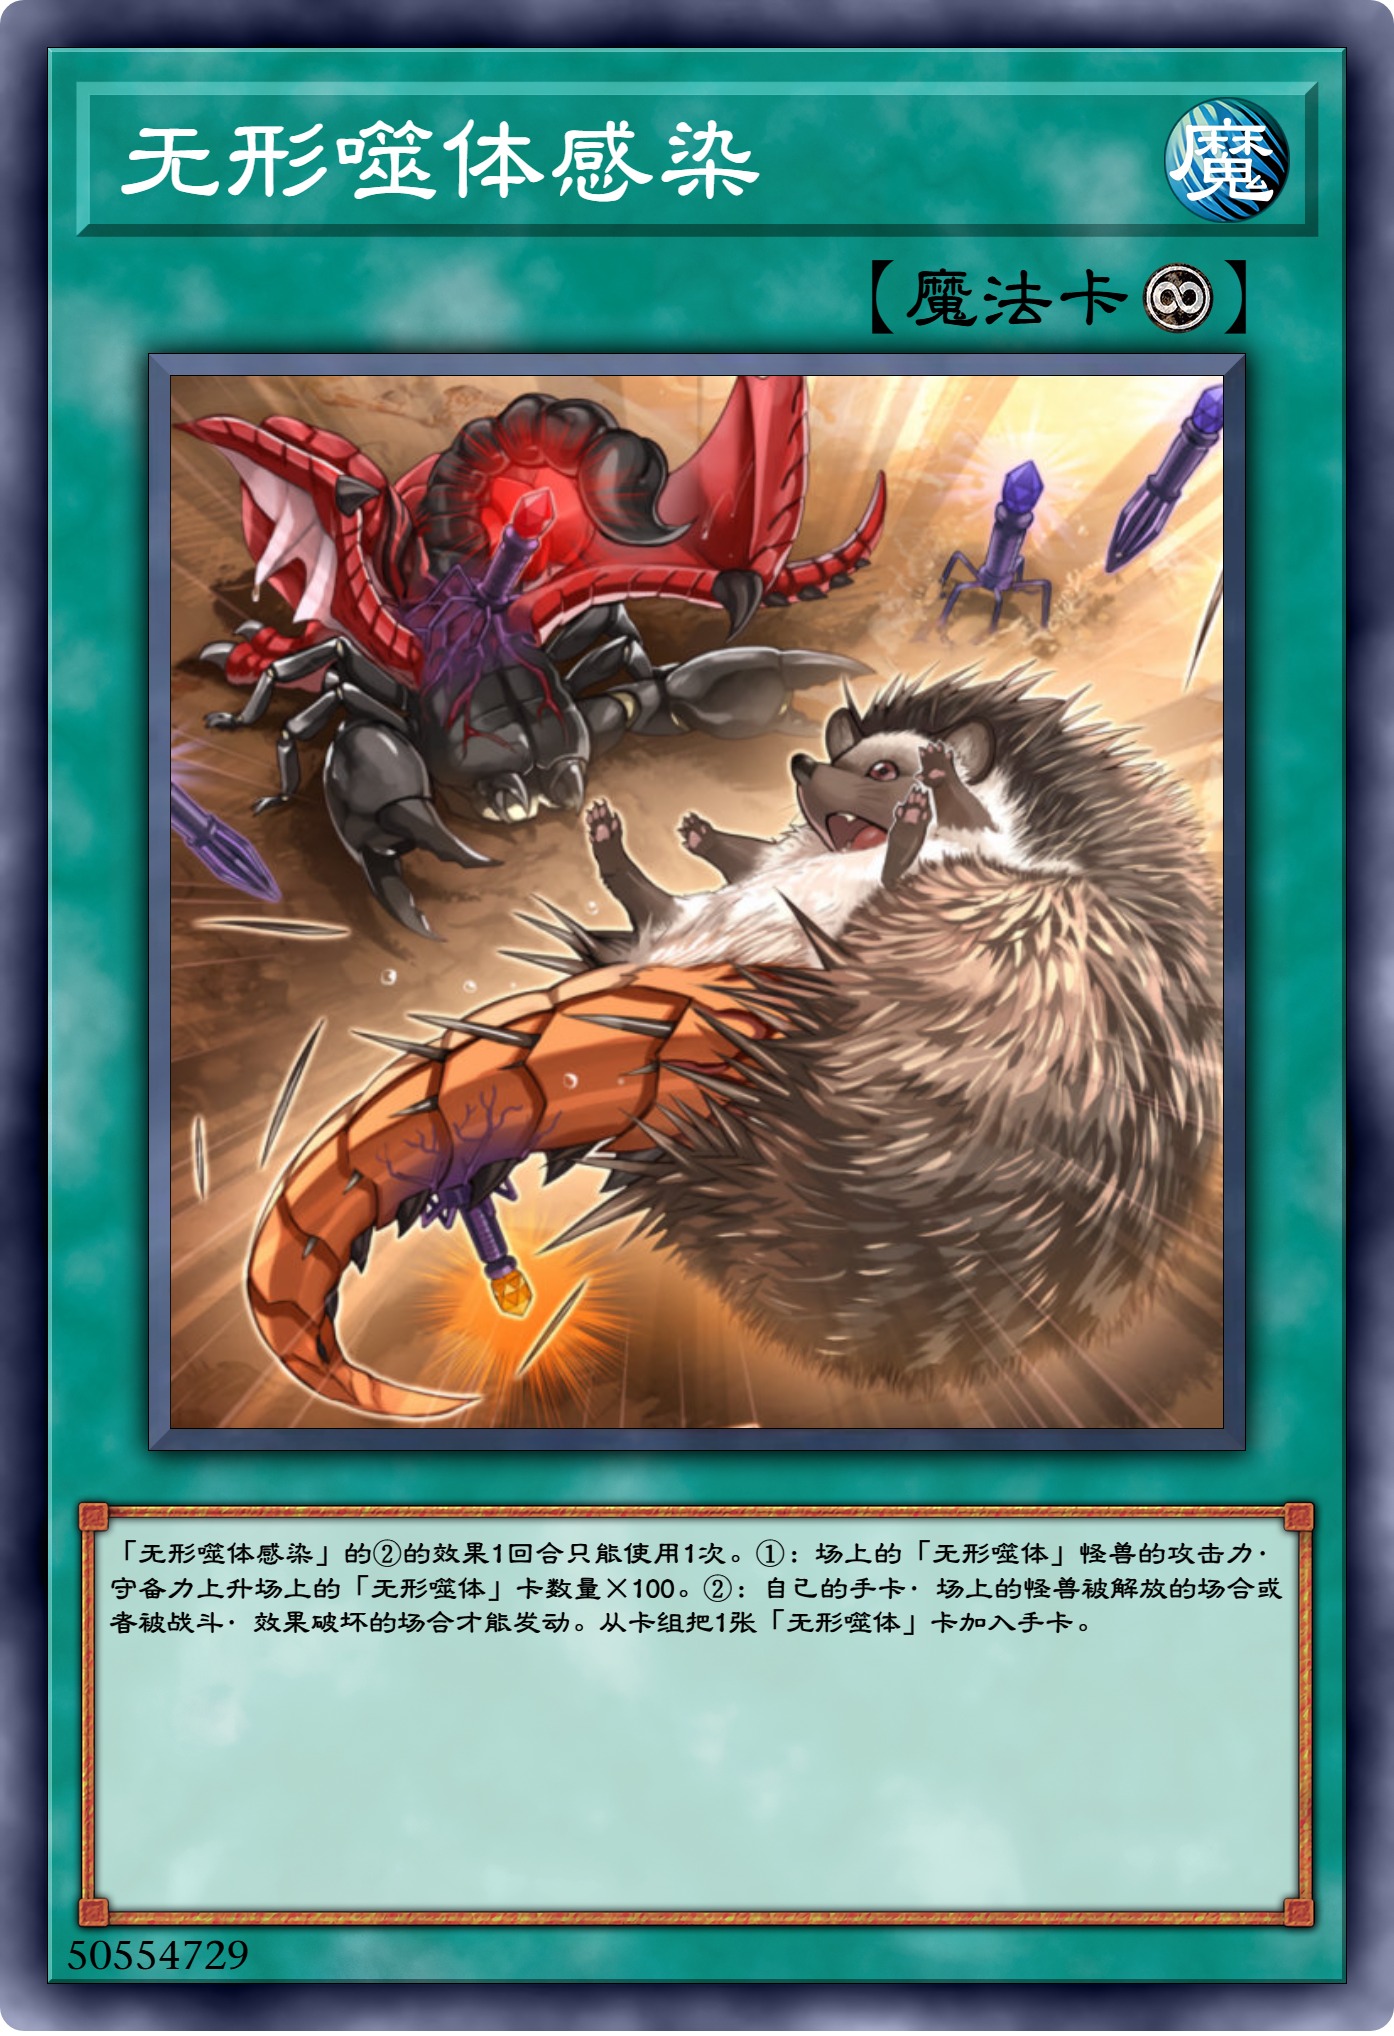 无形噬体感染
魔
【魔法卡】
「无形噬体感染」的②的效果1回合只能使用1次。①：场上的「无形噬体」怪兽的攻击力·
守备力上升场上的「无形噬体」卡数量×100。②：自己的手卡·场上的怪兽被解放的场合或
者被战斗·效果破坏的场合才能发动。从卡组把1张「无形噬体」卡加入手卡。
50554729